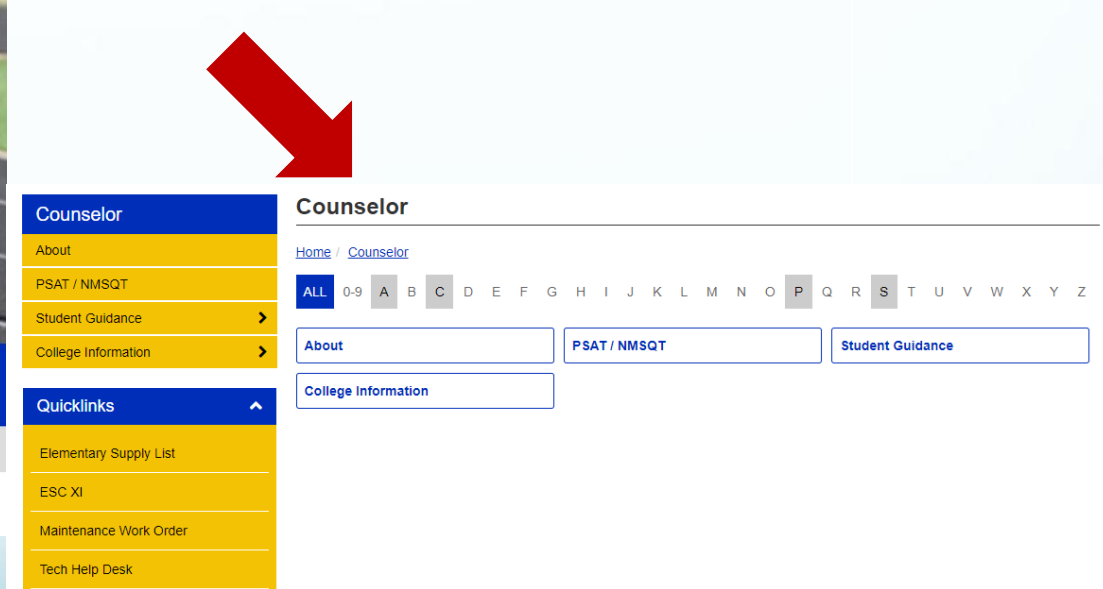 Counselor
About
PSAT / NMSQT
Student Guidance
College Information
Quicklinks
Elementary Supply List
ESC XI
Maintenance Work Order
Tech Help Desk
Counselor
Home / Counselor
ALL 0-9 A B C D E F G H I J K L M N O P Q R S T U V W X Y Z
About PSAT / NMSQT Student Guidance
College Information